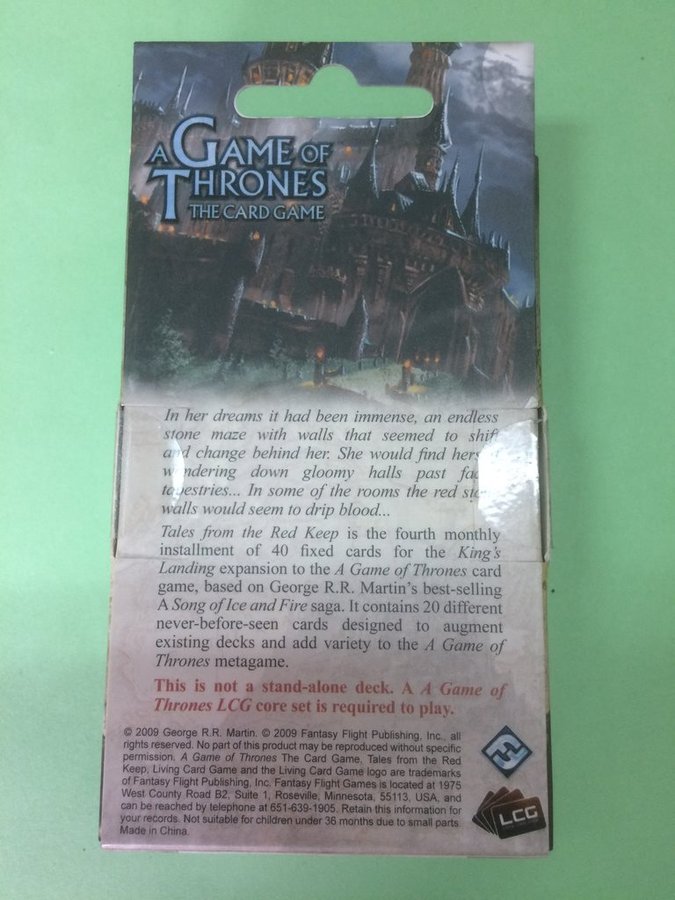 A GAME OF
THRONES
THE CARD GAME
In her dreams it had been immense, an endless
stone maze with walls that seemed to shift
and change behind her. She would find herself
wandering down gloomy halls past
tapestries... In some of the rooms the red
walls would seem to drip blood...
Tales from the Red Keep is the fourth monthly
installment of 40 fixed cards for the King's
Landing expansion to the A Game of Thrones card
game, based on George R.R. Martin's best-selling
A Song of Ice and Fire saga. It contains 20 different
never-before-seen cards designed to augment
existing decks and add variety to the A Game of
Thrones metagame.
This is not a stand-alone deck. A A Game of
Thrones LCG core set is required to play.
© 2009 George R.R. Martin. © 2009 Fantasy Flight Publishing, Inc., all
rights reserved. No part of this product may be reproduced without specific
permission. A Game of Thrones The Card Game, Tales from the Red
Keep, Living Card Game and the Living Card Game logo are trademarks
of Fantasy Flight Publishing, Inc. Fantasy Flight Games is located at 1975
West County Road B2, Suite 1, Roseville, Minnesota, 55113, USA, and
can be reached by telephone at 651-639-1905. Retain this information for
your records. Not suitable for children under 36 months due to small parts.
Made in China.
LCG